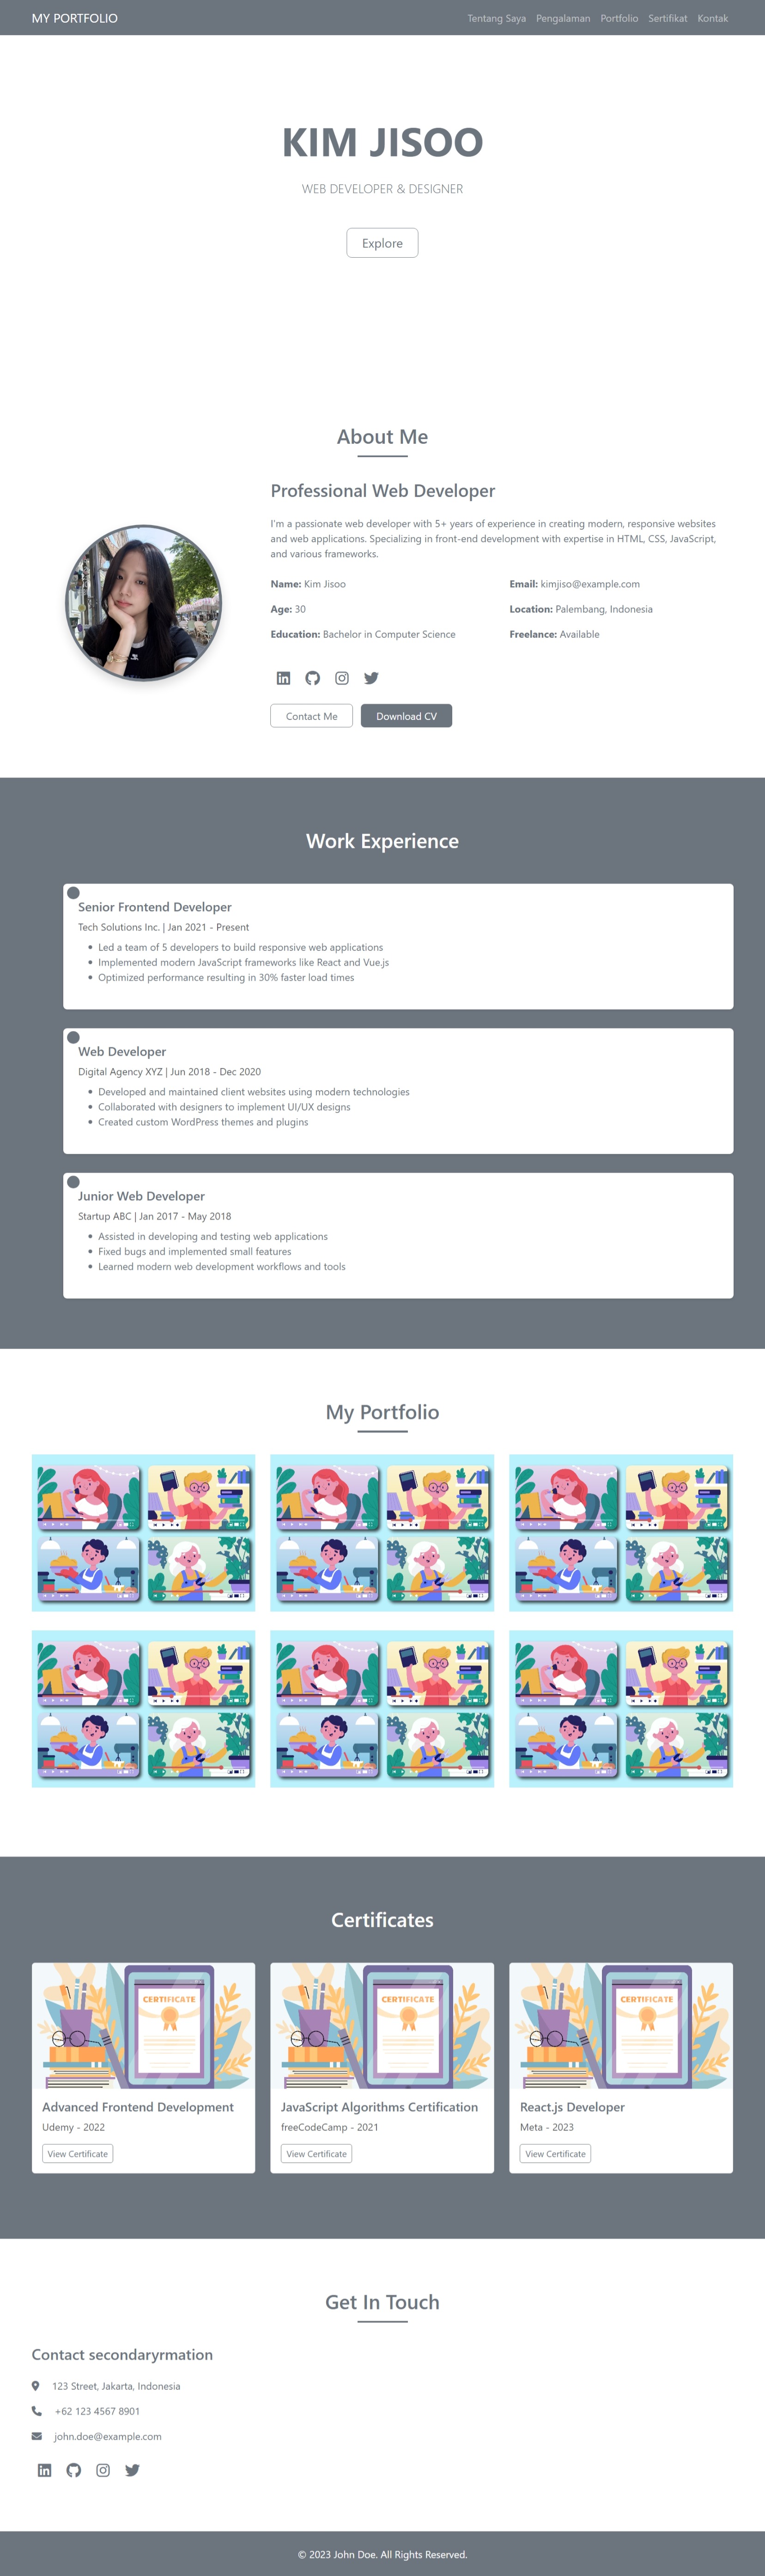 MY PORTFOLIO
Tentang Saya Pengalaman Portfolio Sertifikat Kontak
KIM JISOO
WEB DEVELOPER & DESIGNER
Explore
About Me
Professional Web Developer
I'm a passionate web developer with 5+ years of experience in creating modern, responsive websites
and web applications. Specializing in front-end development with expertise in HTML, CSS, JavaScript,
and various frameworks.
Name: Kim Jisoo
Email: kimjiso@example.com
Age: 30
Location: Palembang, Indonesia
Education: Bachelor in Computer Science
Freelance: Available
Contact Me
Download CV
Work Experience
Senior Frontend Developer
Tech Solutions Inc. | Jan 2021 - Present
Led a team of 5 developers to build responsive web applications
Implemented modern JavaScript frameworks like React and Vue.js
Optimized performance resulting in 30% faster load times
Web Developer
Digital Agency XYZ | Jun 2018 - Dec 2020
Developed and maintained client websites using modern technologies
Collaborated with designers to implement UI/UX designs
Created custom WordPress themes and plugins
Junior Web Developer
Startup ABC | Jan 2017 - May 2018
Assisted in developing and testing web applications
Fixed bugs and implemented small features
Learned modern web development workflows and tools
My Portfolio
Certificates
CERTIFICATE
Advanced Frontend Development
Udemy - 2022
View Certificate
CERTIFICATE
JavaScript Algorithms Certification
freeCodeCamp - 2021
View Certificate
CERTIFICATE
React.js Developer
Meta - 2023
View Certificate
Get In Touch
Contact secondaryrmation
123 Street, Jakarta, Indonesia
+62 123 4567 8901
john.doe@example.com
© 2023 John Doe. All Rights Reserved.